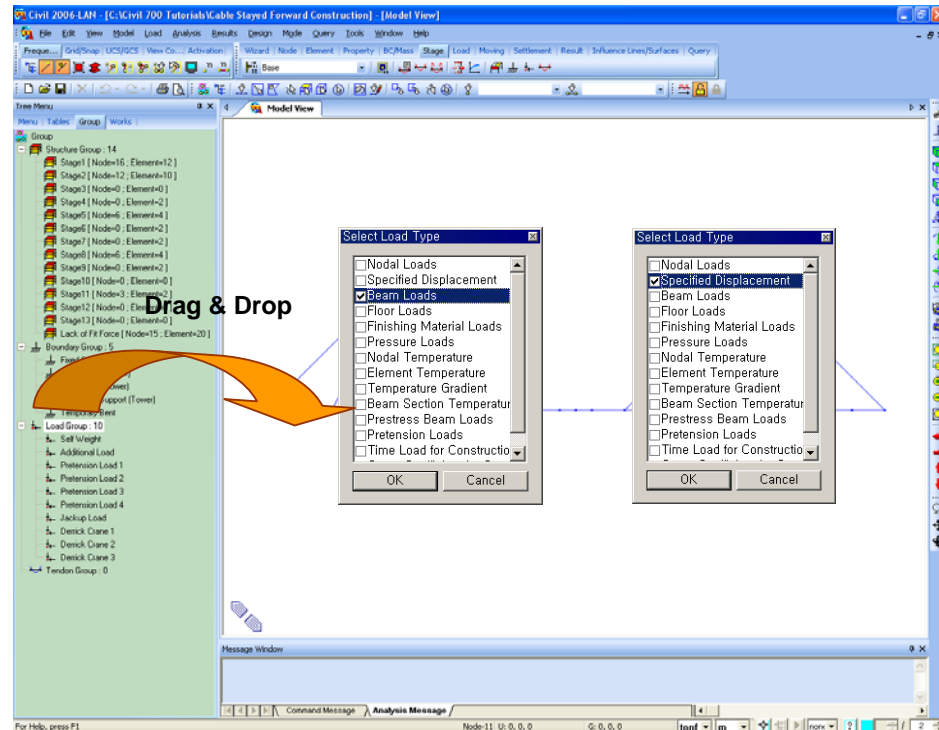 Civil 2006-LAN - [C:\Civil 700 Tutorials\Cable Stayed Forward Construction] - [Model View]
File Edit View Model Load Analysis Results Design Mode Query Tools Window Help
Freque... Grid/Snap UCS/GCS View Co... Activation Wizard Node Element Property BC/Mass Stage Load Moving Settlement Result Influence Lines/Surfaces Query
Base
Tree Menu
Menu Tables Group Works
Model View
Group
Structure Group : 14
Stage1 [ Node=16 ; Element=12 ]
Stage2 [ Node=12 ; Element=10 ]
Stage3 [ Node=0 ; Element=0 ]
Stage4 [ Node=0 ; Element=2 ]
Stage5 [ Node=6 ; Element=4 ]
Stage6 [ Node=0 ; Element=2 ]
Stage7 [ Node=0 ; Element=2 ]
Stage8 [ Node=6 ; Element=4 ]
Stage9 [ Node=0 ; Element=2 ]
Stage10 [ Node=0 ; Element=0 ]
Stage11 [ Node=3 ; Element=2
Stage12 [ Node=0 ; Element=0 ]
Stage13 [ Node=0 ; Element=0 ]
Lack of Fit Force [ Node=15 ; Element=20 ]
Boundary Group : 5
upport (Tower)
Temporary Bent
Load Group : 10
Self Weight
Additional Load
Pretension Load 1
Pretension Load 2
Pretension Load 3
Pretension Load 4
Jackup Load
Derrick Crane 1
Derrick Crane 2
Derrick Crane 3
Tendon Group : 0
Drag & Drop
Select Load Type
Nodal Loads
Specified Displacement
Beam Loads
Floor Loads
Finishing Material Loads
Pressure Loads
Nodal Temperature
Element Temperature
Temperature Gradient
Beam Section Temperatur
Prestress Beam Loads
Pretension Loads
Time Load for Constructio
OK Cancel
Select Load Type
Nodal Loads
Specified Displacement
Beam Loads
Floor Loads
Finishing Material Loads
Pressure Loads
Nodal Temperature
Element Temperature
Temperature Gradient
Beam Section Temperatur
Prestress Beam Loads
Pretension Loads
Time Load for Constructio
OK Cancel
Message Window
Command Message Analysis Message
For Help, press F1
Node-11 U: 0, 0, 0 G: 0, 0, 0 tonf m none ? / 2